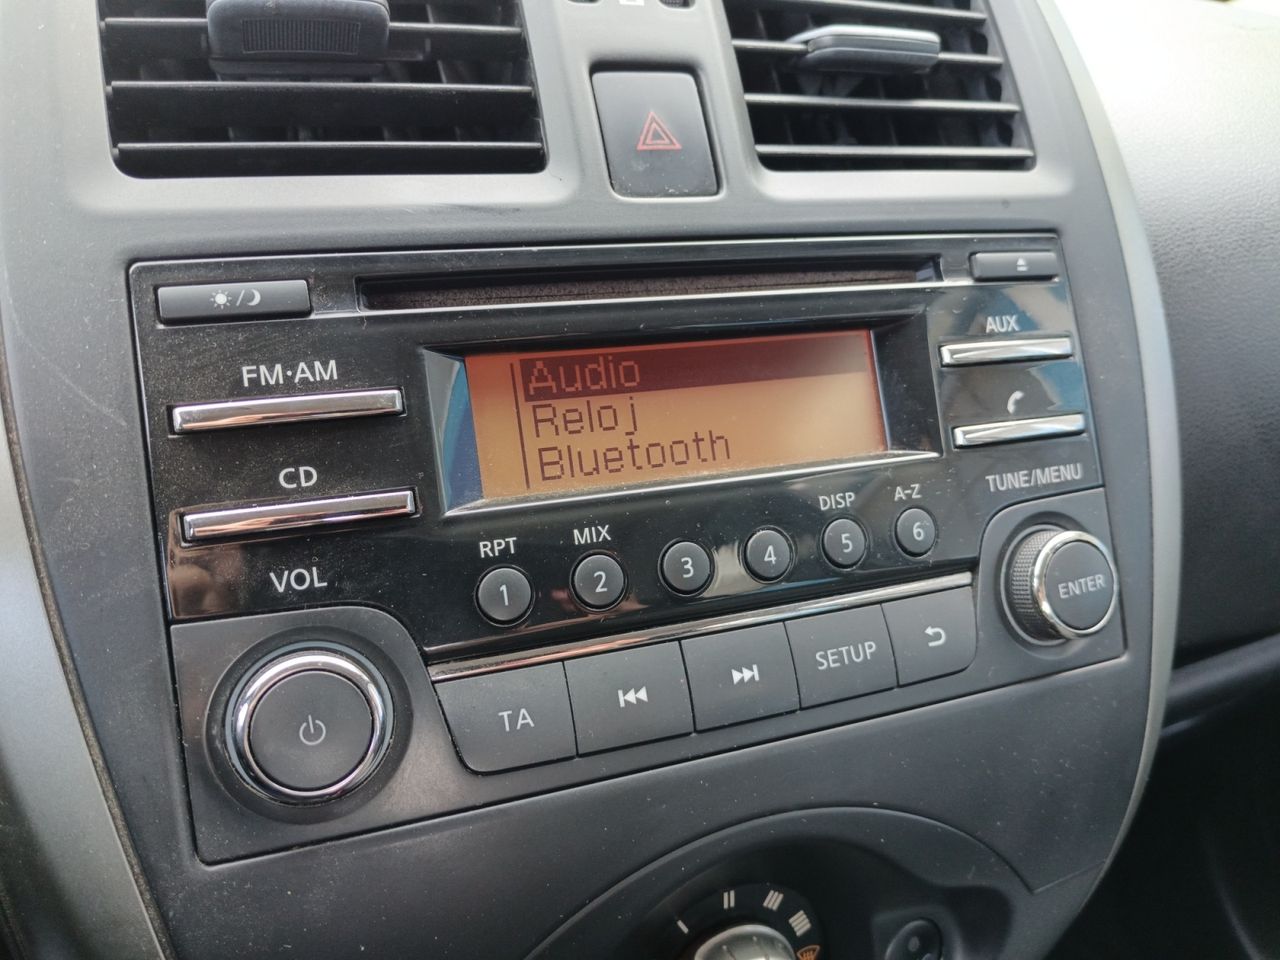 FM·AM
CD
VOL
Audio
Reloj
Bluetooth
AUX
TUNE/MENU
ENTER
RPT
MIX
DISP
A-Z
1
2
3
4
5
6
TA
SETUP